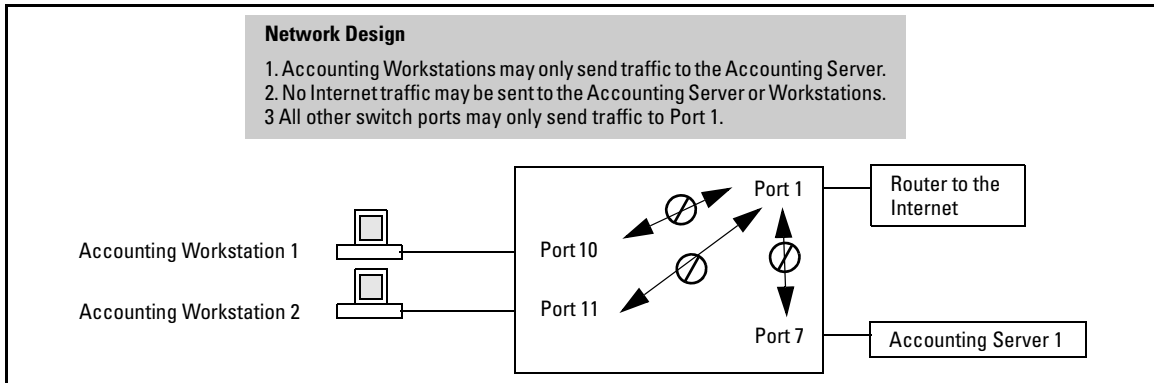 Network Design
1. Accounting Workstations may only send traffic to the Accounting Server.
2. No Internet traffic may be sent to the Accounting Server or Workstations.
3 All other switch ports may only send traffic to Port 1.
Port 1
Router to the
Internet
Accounting Workstation 1
Port 10
Accounting Workstation 2
Port 11
Port 7
Accounting Server 1